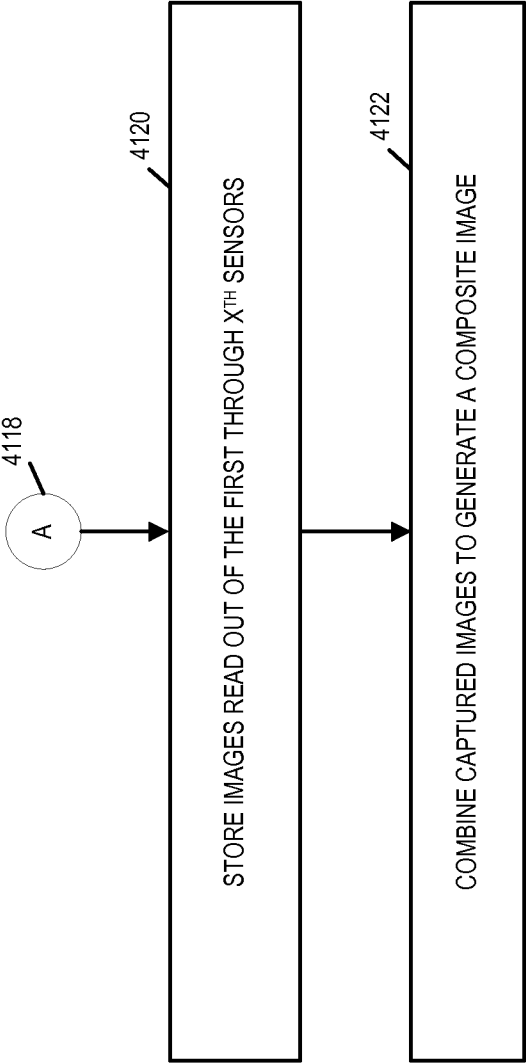 A
4118
STORE IMAGES READ OUT OF THE FIRST THROUGH XTH SENSORS
4120
COMBINE CAPTURED IMAGES TO GENERATE A COMPOSITE IMAGE
4122